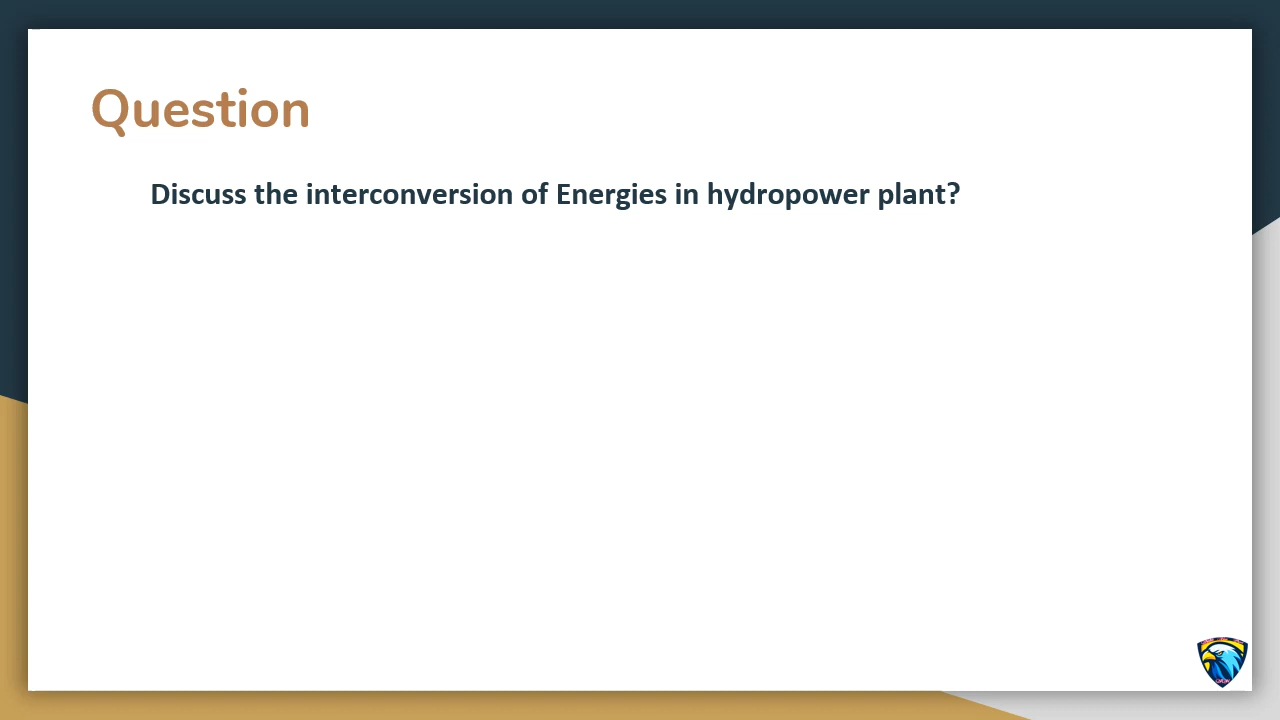 Question
Discuss the interconversion of Energies in hydropower plant?